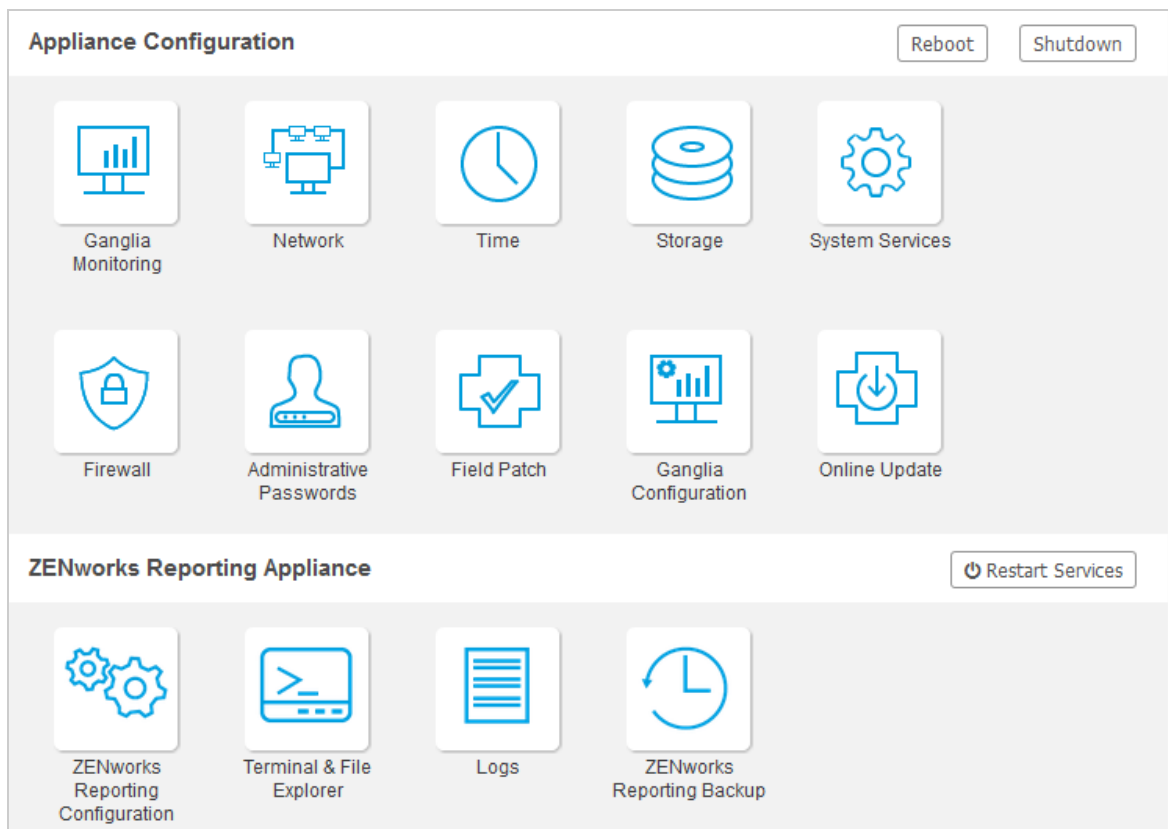 Appliance Configuration
Reboot
Shutdown
Ganglia
Monitoring
Network
Time
Storage
System Services
Firewall
Administrative
Passwords
Field Patch
Ganglia
Configuration
Online Update
ZENworks Reporting Appliance
Restart Services
ZENworks
Reporting
Configuration
Terminal & File
Explorer
Logs
ZENworks
Reporting Backup